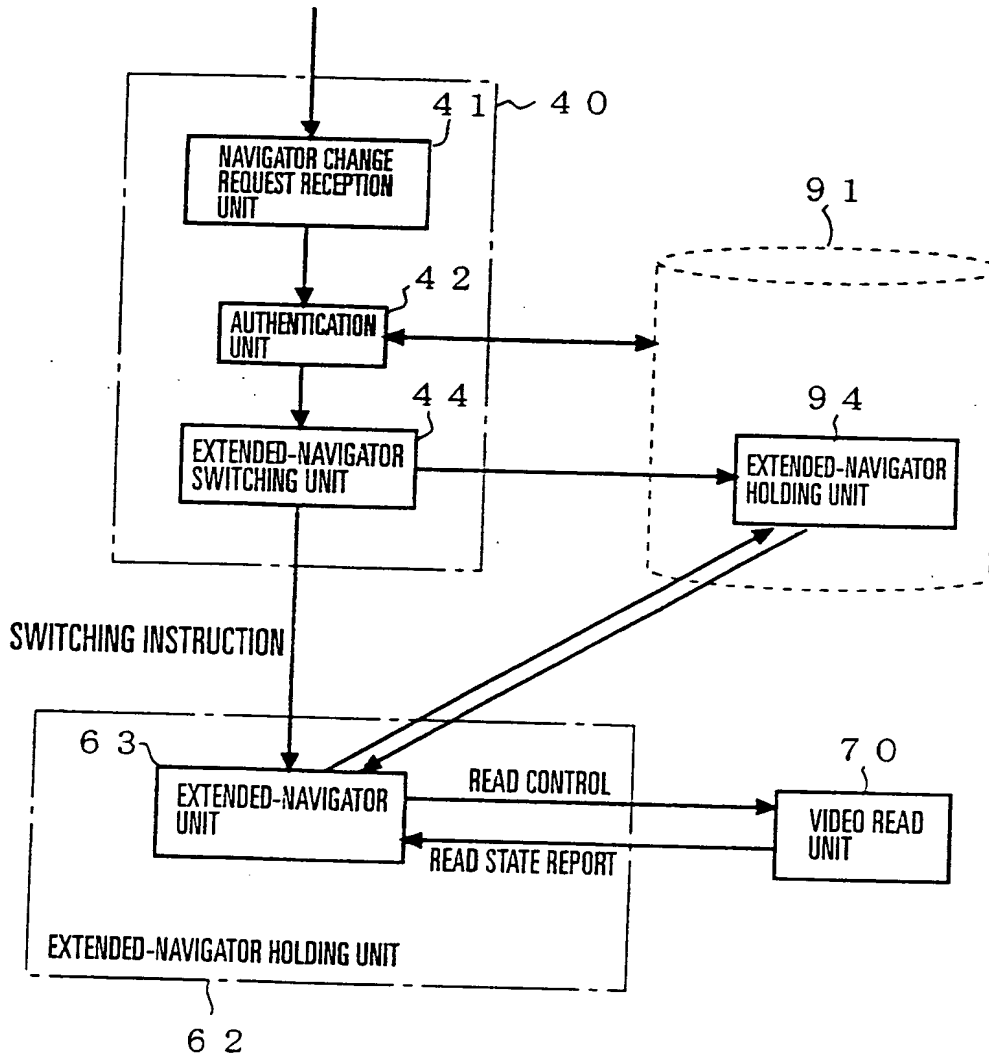 41
40
NAVIGATOR CHANGE
REQUEST RECEPTION
UNIT
91
42
AUTHENTICATION
UNIT
44
EXTENDED-NAVIGATOR
SWITCHING UNIT
94
EXTENDED-NAVIGATOR
HOLDING UNIT
SWITCHING INSTRUCTION
63
EXTENDED-NAVIGATOR
UNIT
READ CONTROL
READ STATE REPORT
70
VIDEO READ
UNIT
EXTENDED-NAVIGATOR HOLDING UNIT
62